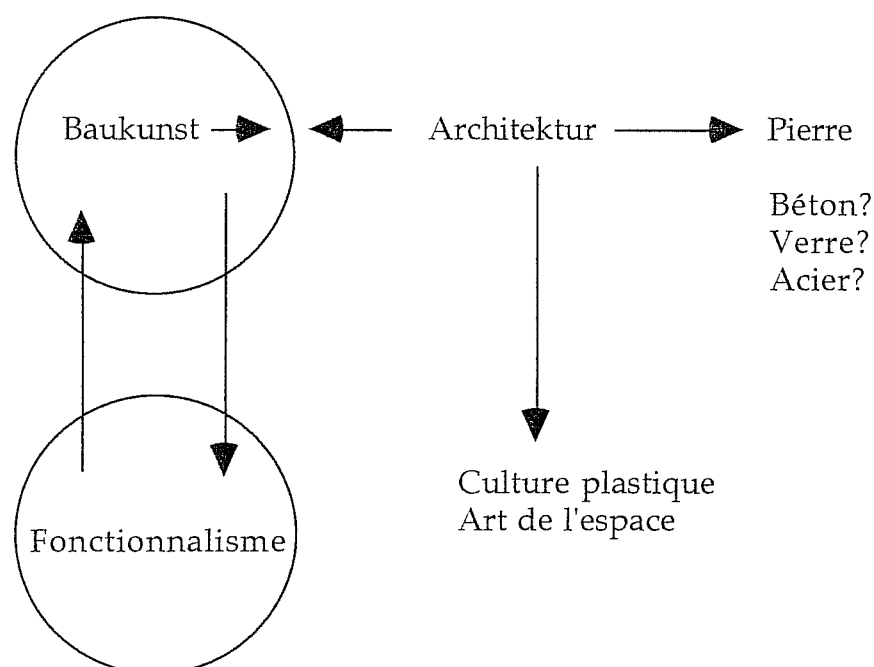 Baukunst
Architektur
Pierre
Béton?
Verre?
Acier?
Culture plastique
Art de l'espace
Fonctionnalisme